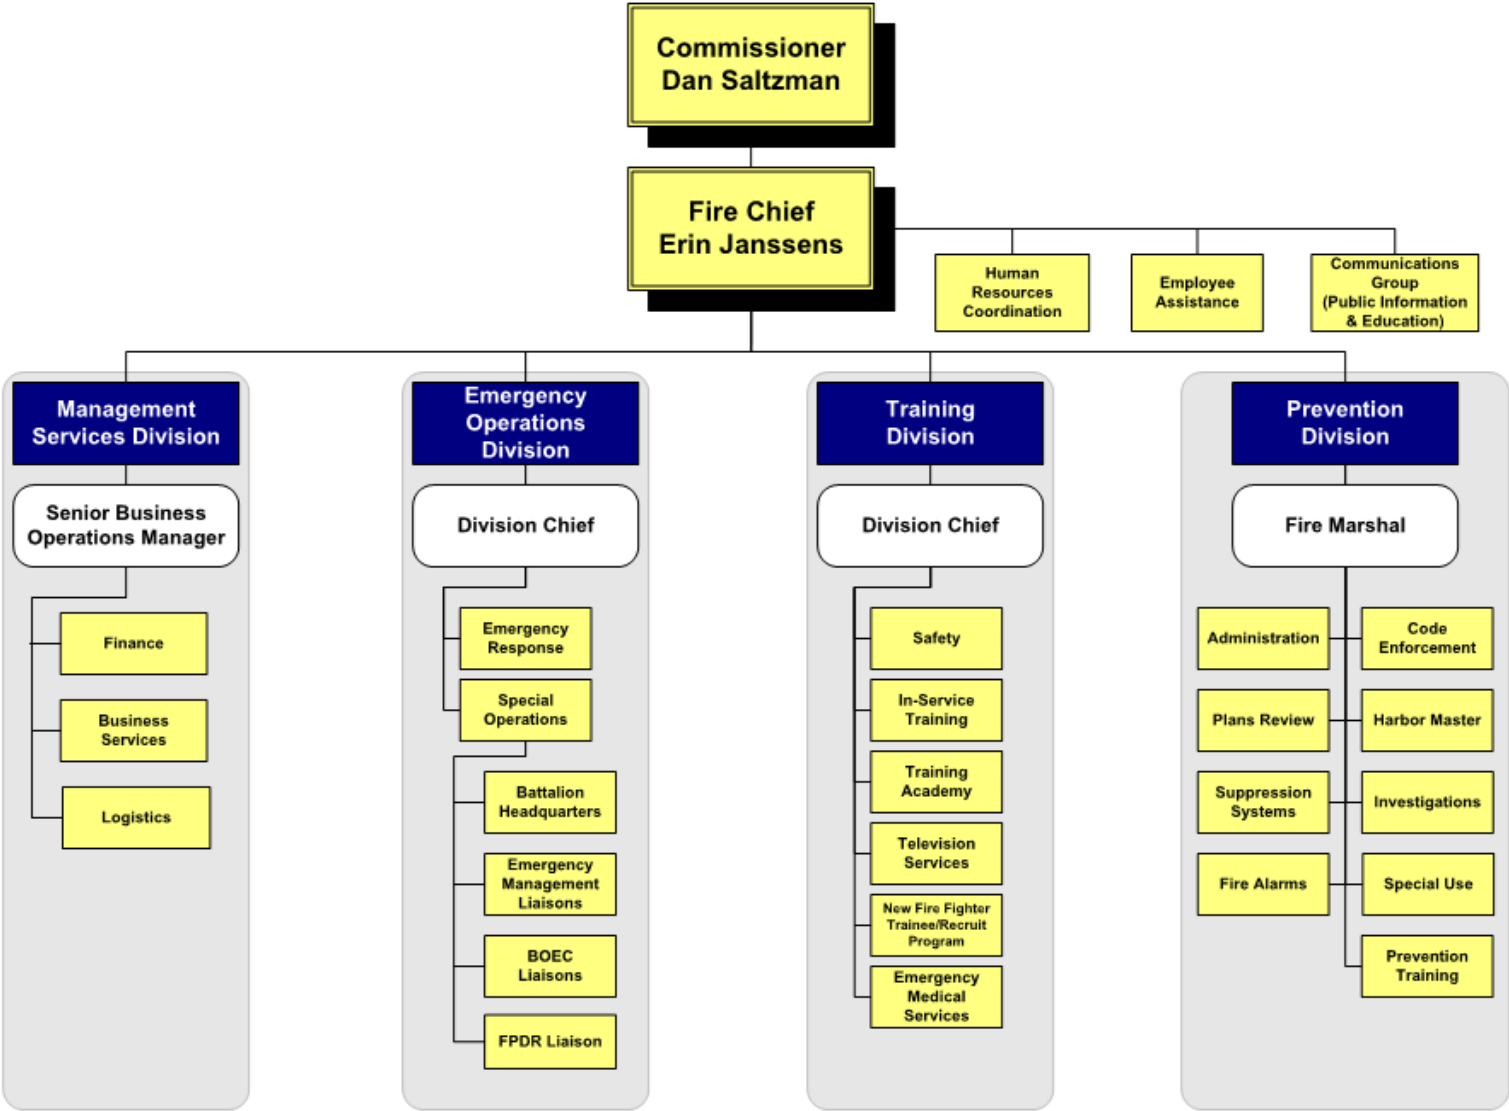 Commissioner
Dan Saltzman
Fire Chief
Erin Janssens
Human
Resources
Coordination
Employee
Assistance
Communications
Group
(Public Information
& Education)
Management
Services Division
Senior Business
Operations Manager
Finance
Business
Services
Logistics
Emergency
Operations
Division
Division Chief
Emergency
Response
Special
Operations
Battalion
Headquarters
Emergency
Management
Liaisons
BOEC
Liaisons
FPDR Liaison
Training
Division
Division Chief
Safety
In-Service
Training
Training
Academy
Television
Services
New Fire Fighter
Trainee/Recruit
Program
Emergency
Medical
Services
Prevention
Division
Fire Marshal
Administration
Code
Enforcement
Plans Review
Harbor Master
Suppression
Systems
Investigations
Fire Alarms
Special Use
Prevention
Training